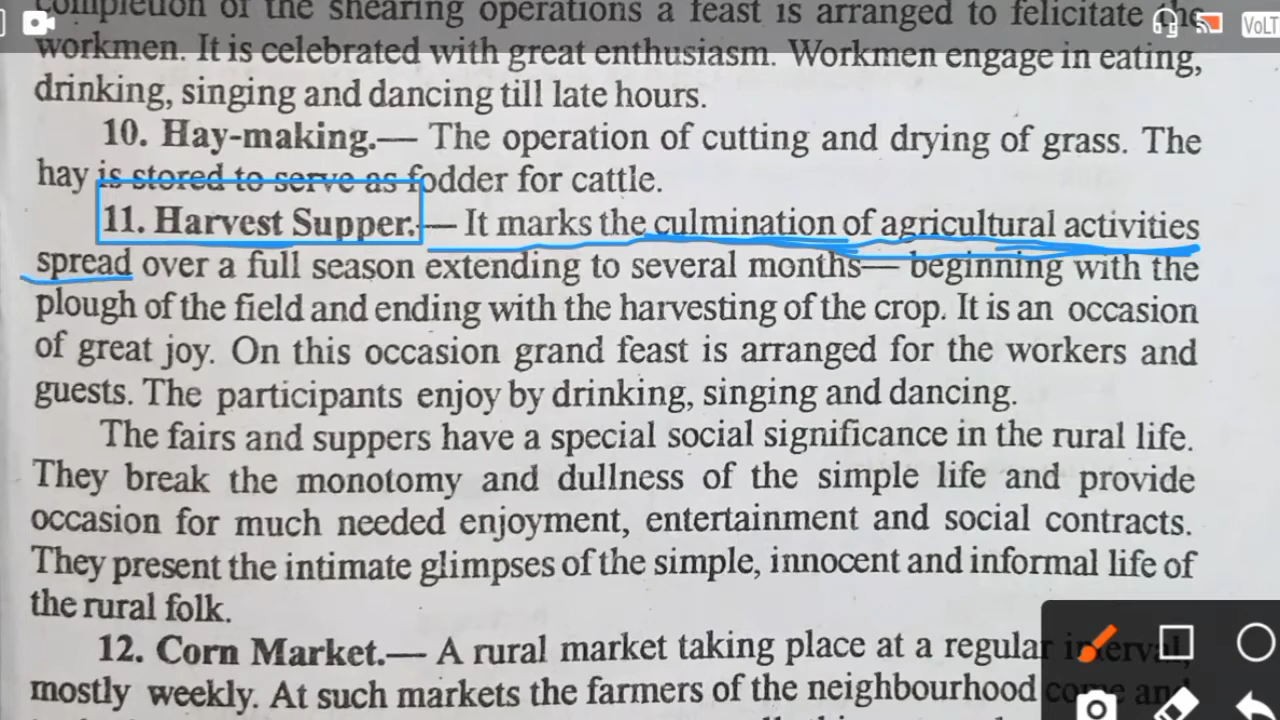 completion of the shearing operations a feast is arranged to felicitate the
VoLT
workmen. It is celebrated with great enthusiasm. Workmen engage in eating,
drinking, singing and dancing till late hours.
10. Hay-making.— The operation of cutting and drying of grass. The
hay is stored to serve as fodder for cattle.
11. Harvest Supper.— It marks the culmination of agricultural activities
spread over a full season extending to several months— beginning with the
plough of the field and ending with the harvesting of the crop. It is an occasion
of great joy. On this occasion grand feast is arranged for the workers and
guests. The participants enjoy by drinking, singing and dancing.
The fairs and suppers have a special social significance in the rural life.
They break the monotomy and dullness of the simple life and provide
occasion for much needed enjoyment, entertainment and social contracts.
They present the intimate glimpses of the simple, innocent and informal life of
the rural folk.
12. Corn Market.— A rural market taking place at a regular interval,
mostly weekly. At such markets the farmers of the neighbourhood come and